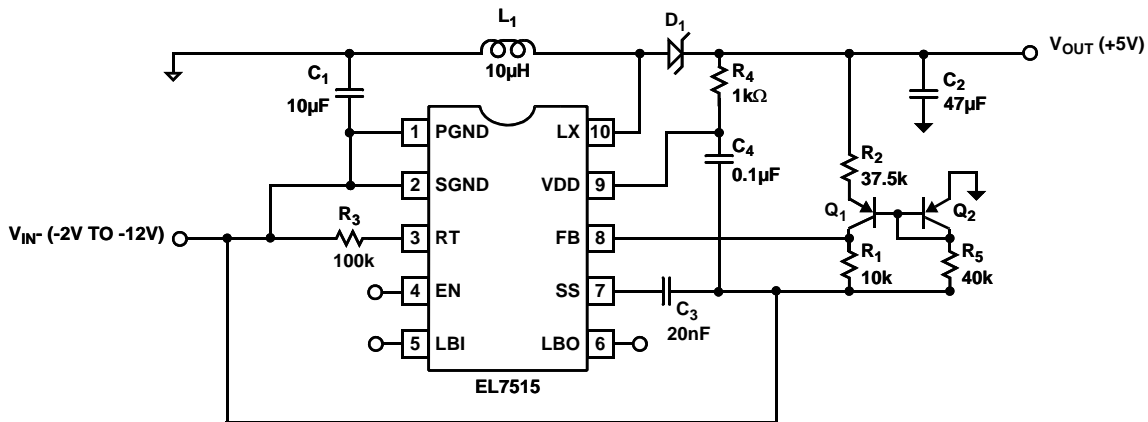 L1
10µH
D1
VOUT (+5V)
C1
10µF
R4
1kΩ
C2
47µF
1 PGND LX 10
C4
0.1µF
R2
37.5k
2 SGND VDD 9
Q1 Q2
VIN- (-2V TO -12V)
R3
100k
3 RT FB 8
R1
10k
R5
40k
4 EN SS 7
C3
20nF
5 LBI LBO 6
EL7515